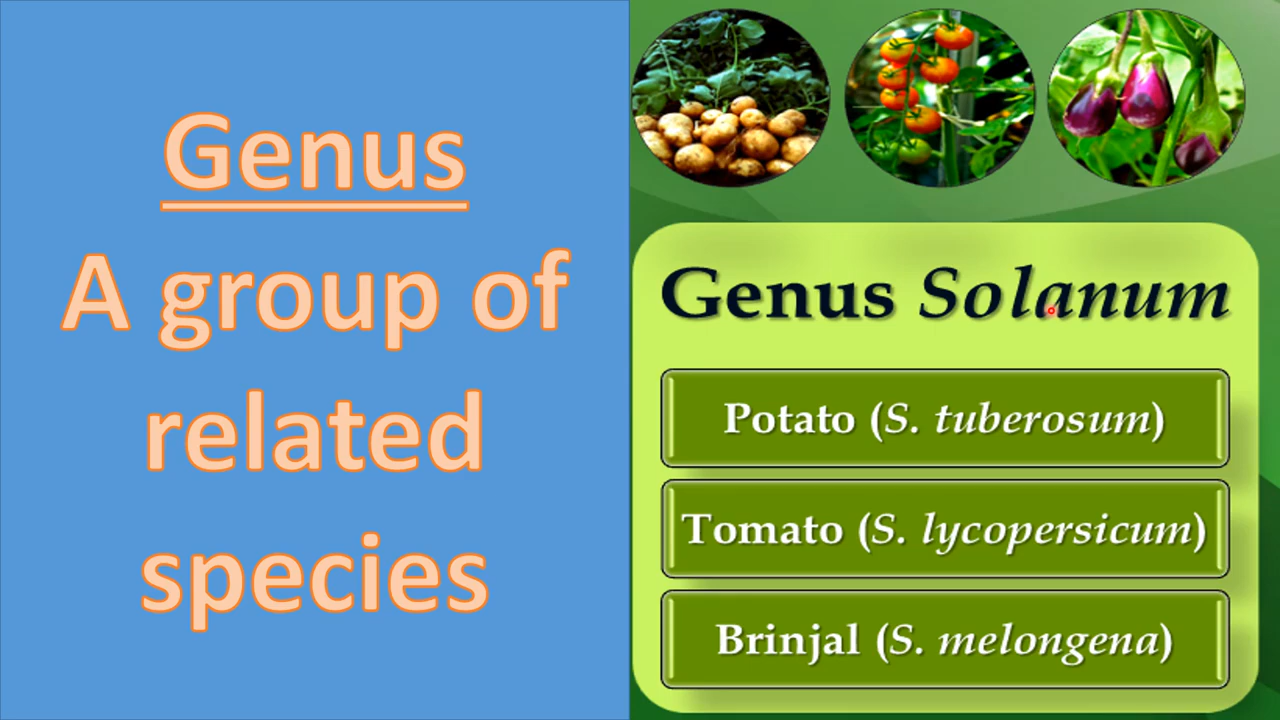 Genus
A group of
related
species
Genus Solanum
Potato (S. tuberosum)
Tomato (S. lycopersicum)
Brinjal (S. melongena)